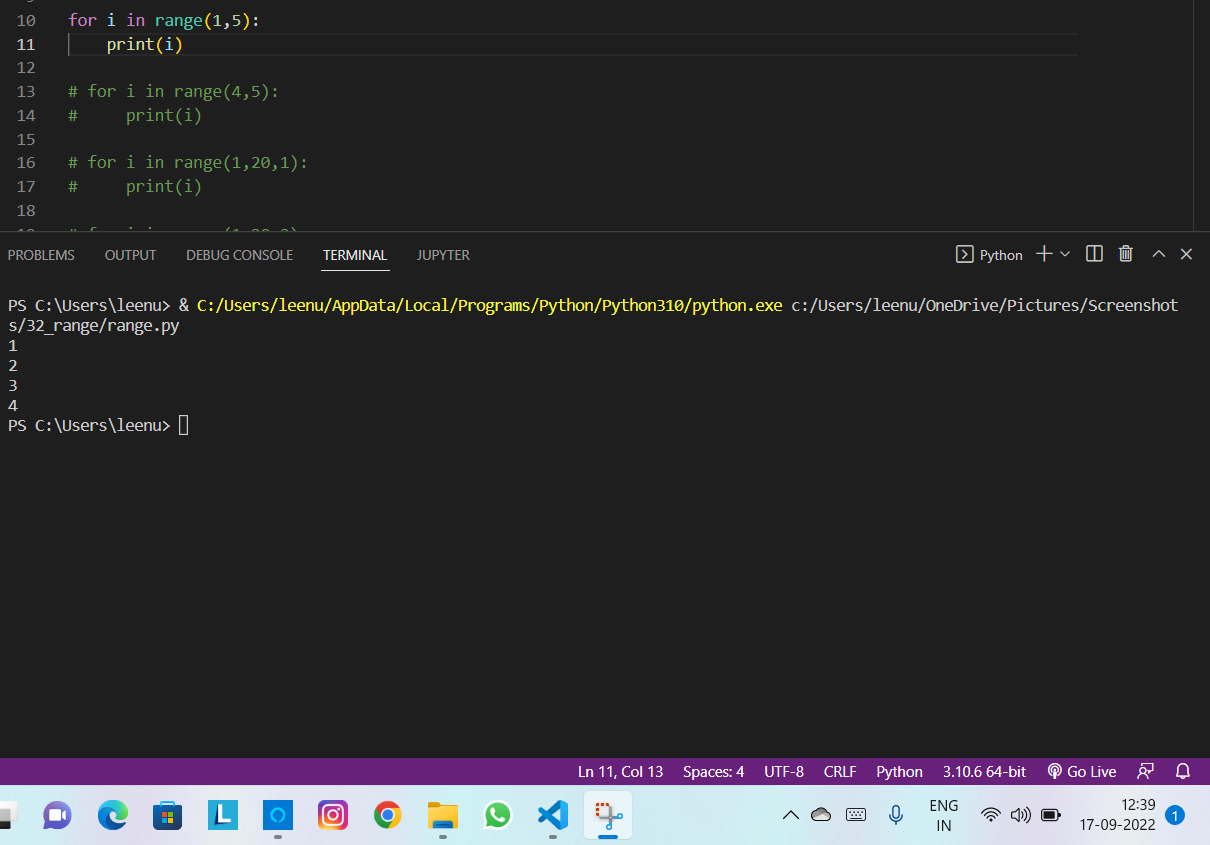 10 for i in range(1,5):
11 print(i)
12
13 # for i in range(4,5):
14 # print(i)
15
16 # for i in range(1,20,1):
17 # print(i)
18
PROBLEMS OUTPUT DEBUG CONSOLE TERMINAL JUPYTER Python
PS C:\Users\leenu> & C:/Users/leenu/AppData/Local/Programs/Python/Python310/python.exe c:/Users/leenu/OneDrive/Pictures/Screenshot
s/32_range/range.py
1
2
3
4
PS C:\Users\leenu>
Ln 11, Col 13 Spaces: 4 UTF-8 CRLF Python 3.10.6 64-bit Go Live
L
ENG
IN
12:39
17-09-2022
1